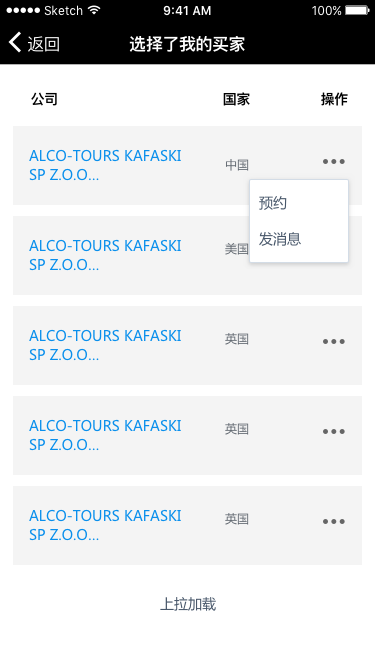 Sketch 9:41 AM 100%
返回 选择了我的买家
公司 国家 操作
ALCO-TOURS KAFASKI
SP Z.O.O...
中国
预约
发消息
ALCO-TOURS KAFASKI
SP Z.O.O...
美国
ALCO-TOURS KAFASKI
SP Z.O.O...
英国
ALCO-TOURS KAFASKI
SP Z.O.O...
英国
ALCO-TOURS KAFASKI
SP Z.O.O...
英国
上拉加载